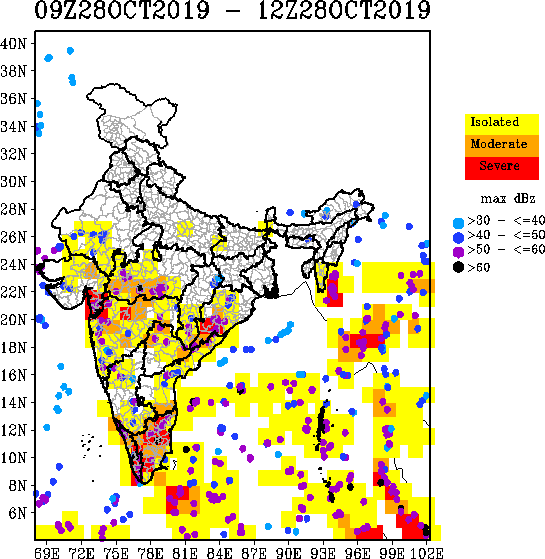 09Z28OCT2019 – 12Z28OCT2019
40N
38N
36N
34N
32N
30N
28N
26N
24N
22N
20N
18N
16N
14N
12N
10N
8N
6N
69E 72E 75E 78E 81E 84E 87E 90E 93E 96E 99E 102E
Isolated
Moderate
Severe
max dBz
>30 – <=40
>40 – <=50
>50 – <=60
>60